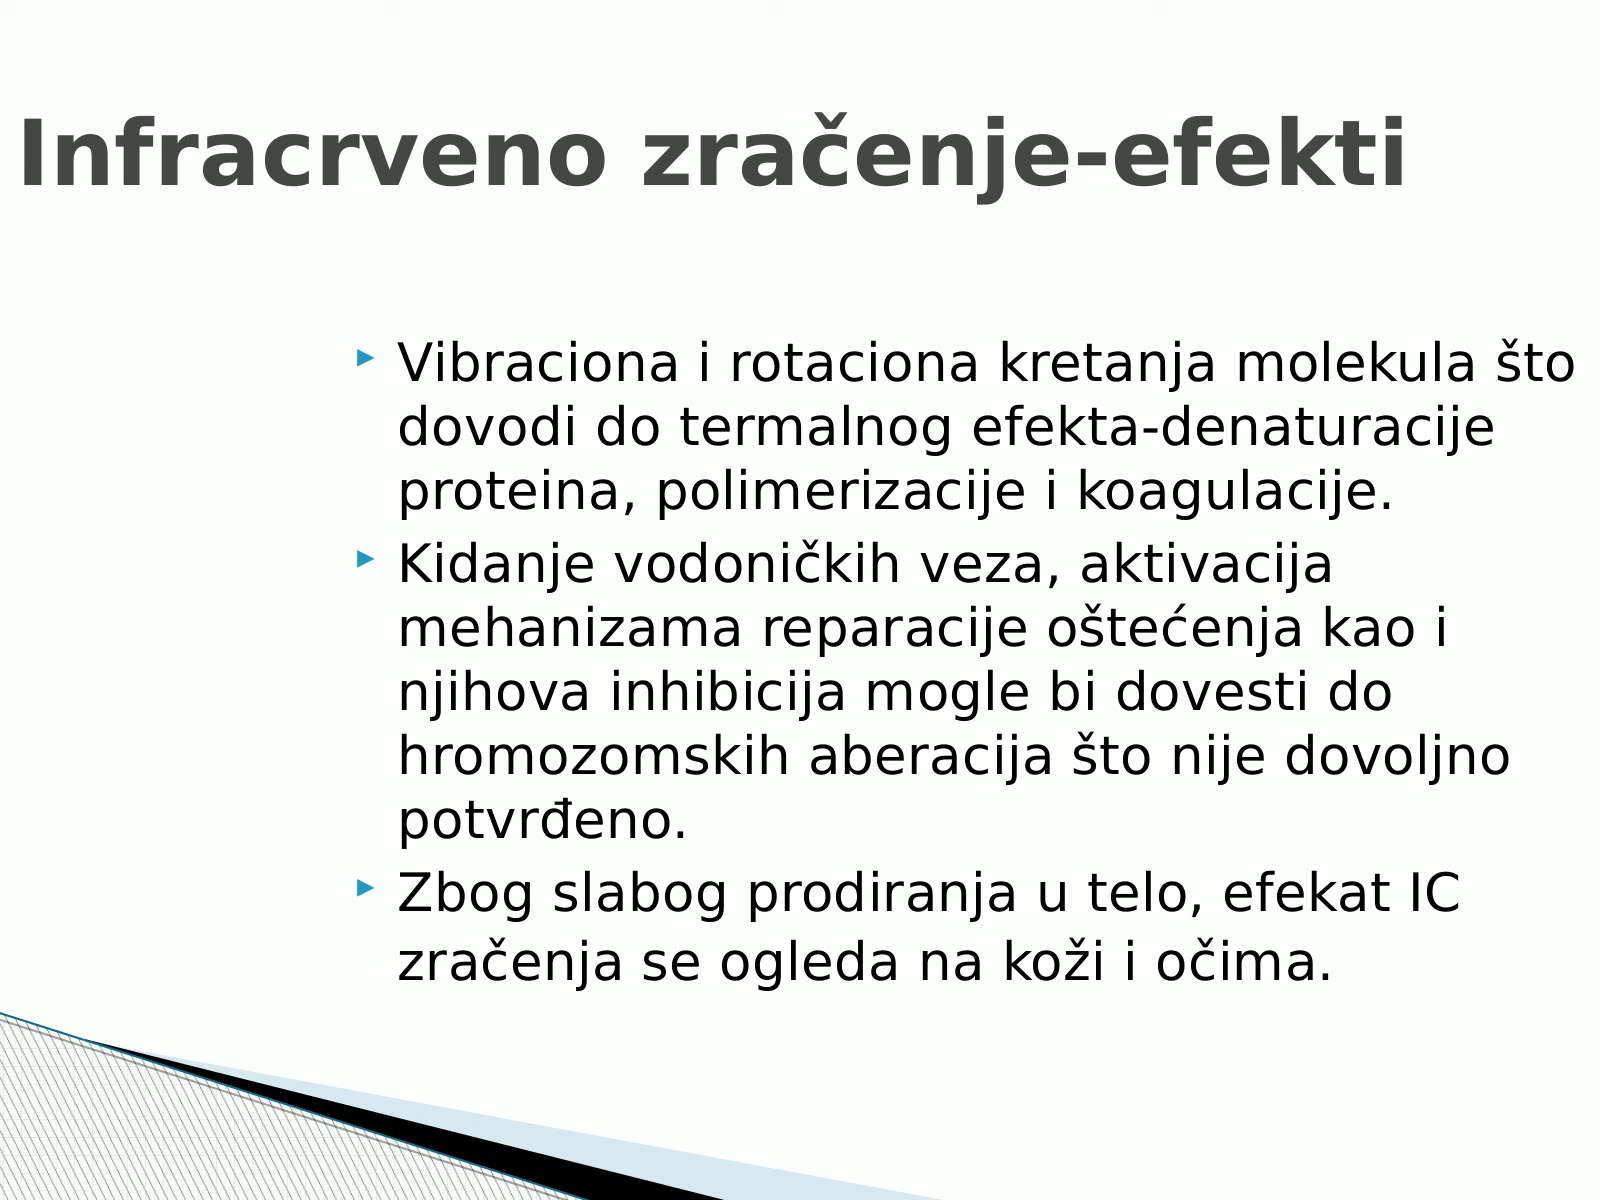 Infracrveno zračenje-efekti
Vibraciona i rotaciona kretanja molekula što
dovodi do termalnog efekta-denaturacije
proteina, polimerizacije i koagulacije.
Kidanje vodoničkih veza, aktivacija
mehanizama reparacije oštećenja kao i
njihova inhibicija mogle bi dovesti do
hromozomskih aberacija što nije dovoljno
potvrđeno.
Zbog slabog prodiranja u telo, efekat IC
zračenja se ogleda na koži i očima.